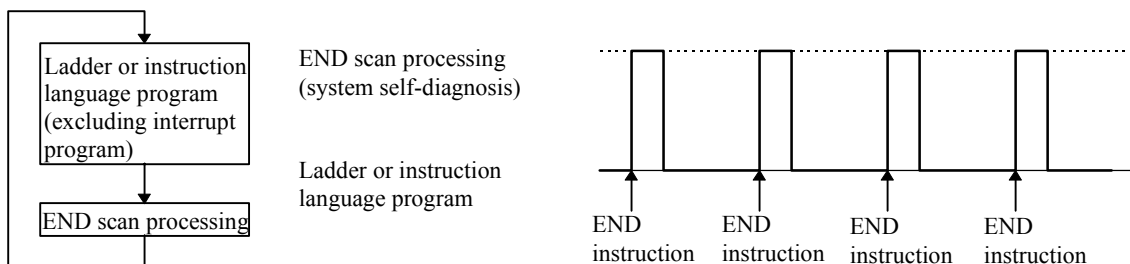 Ladder or instruction
language program
(excluding interrupt
program)
END scan processing
END scan processing
(system self-diagnosis)
Ladder or instruction
language program
END
instruction
END
instruction
END
instruction
END
instruction